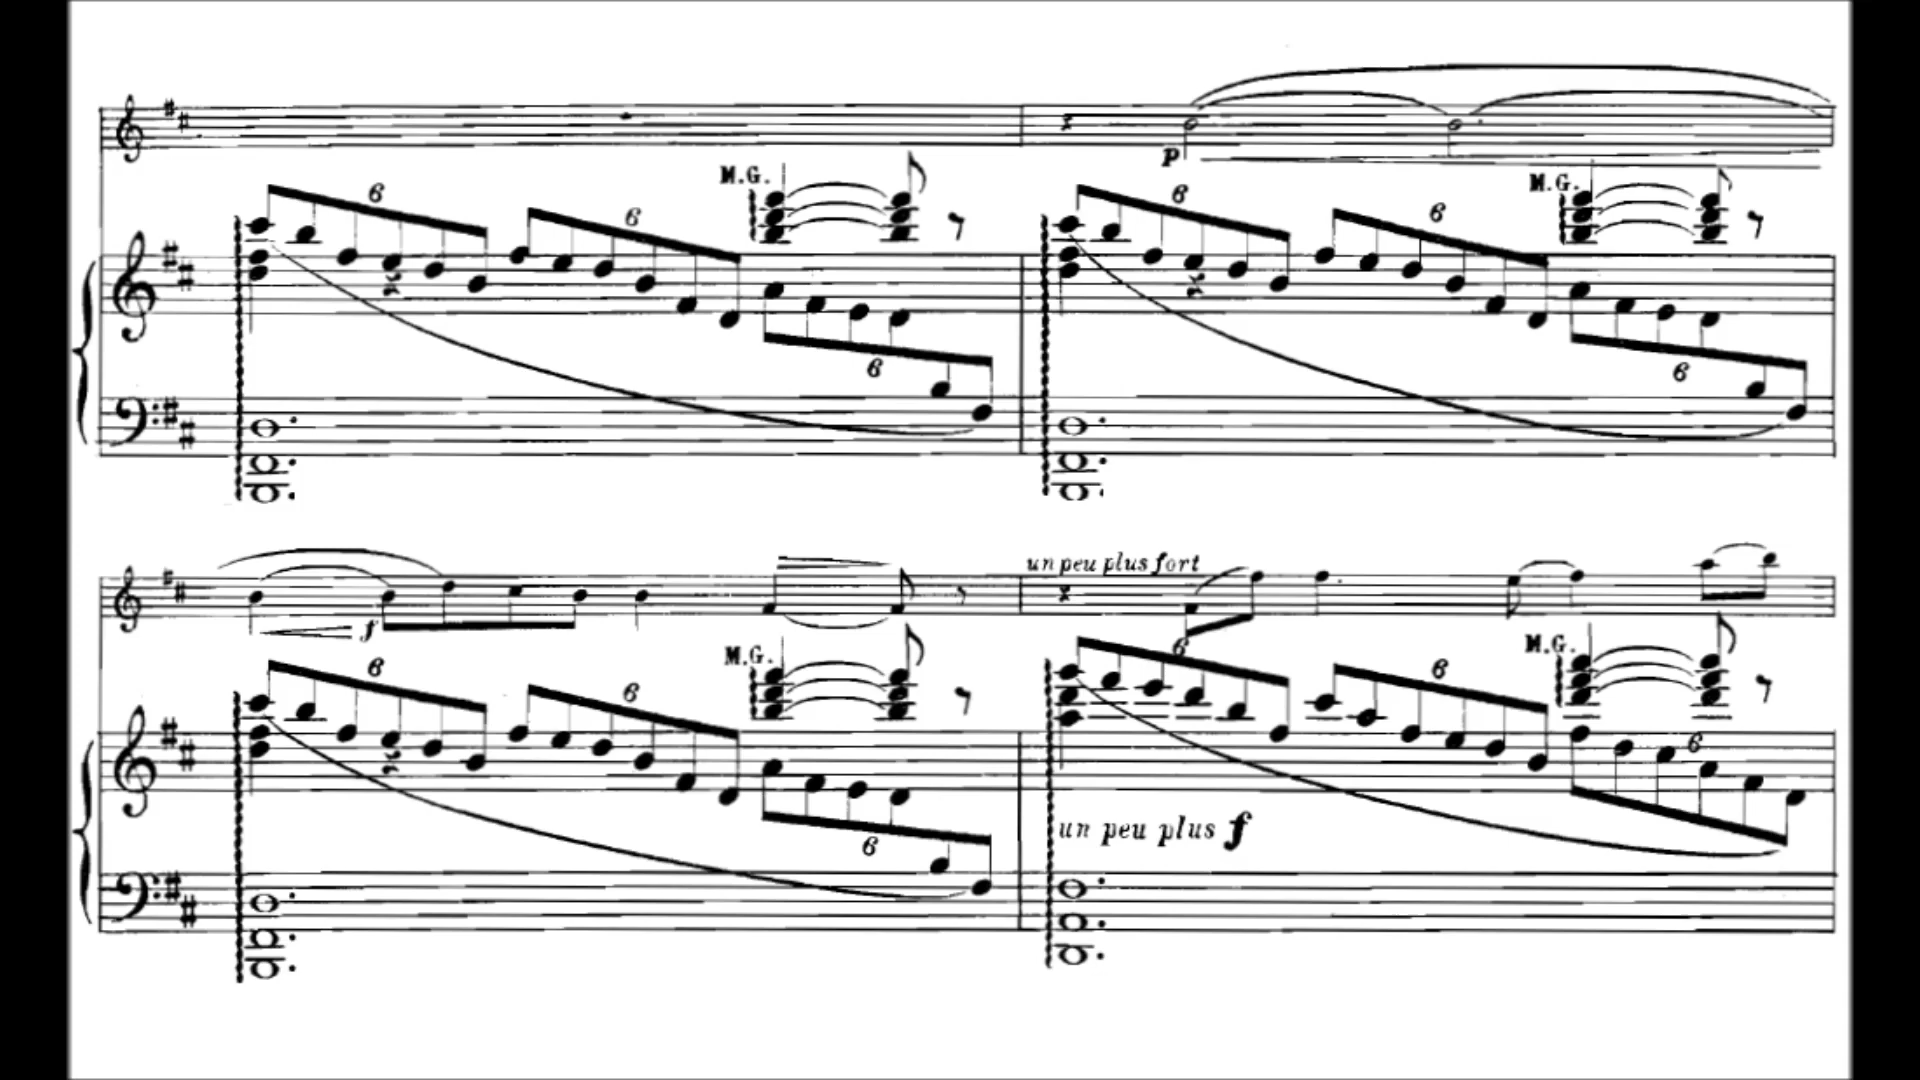 p
M.G. M.G.
6 6 6 6
6 6
un peu plus fort
f
M.G. M.G.
6 6 6 6
6
un peu plus f
6